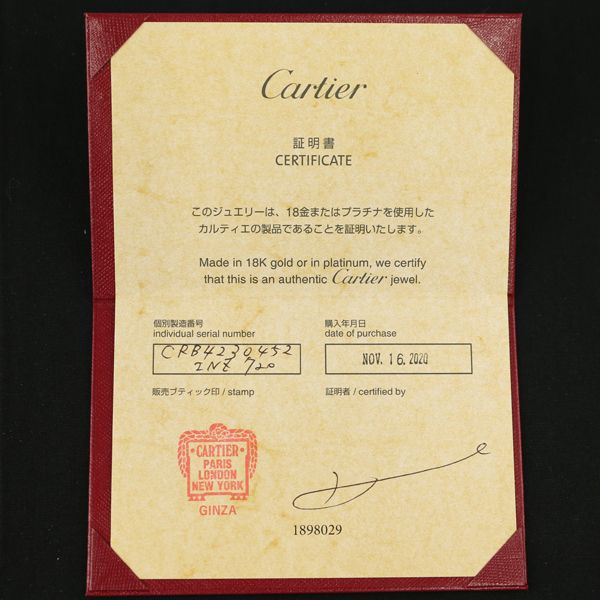 Cartier
証明書
CERTIFICATE
このジュエリーは、18金またはプラチナを使用した
カルティエの製品であることを証明いたします。
Made in 18K gold or in platinum, we certify
that this is an authentic Cartier jewel.
個別製造番号
individual serial number
CRB4230452
購入年月日
date of purchase
NOV. 16. 2020
販売ブティック印 / stamp
証明者 / certified by
CARTIER
PARIS
LONDON
NEW YORK
GINZA
1898029